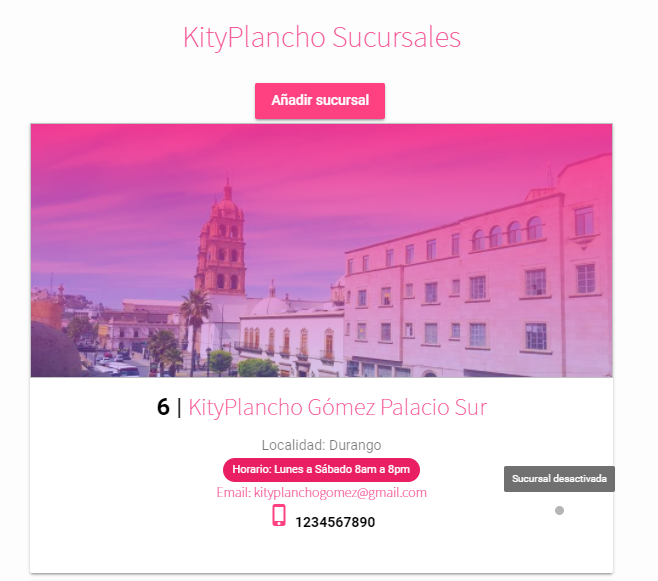 KityPlancho Sucursales
Añadir sucursal
6 | KityPlancho Gómez Palacio Sur
Localidad: Durango
Horario: Lunes a Sábado 8am a 8pm
Sucursal desactivada
Email: kityplanchogomez@gmail.com
1234567890